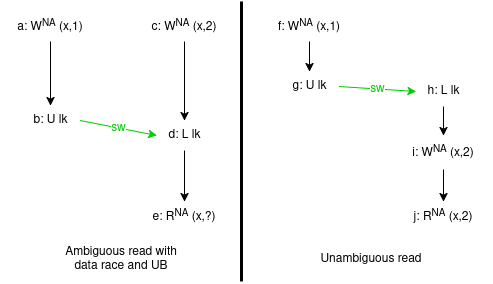 a: W^NA (x,1)
c: W^NA (x,2)
b: U lk
sw
d: L lk
e: R^NA (x,?)
Ambiguous read with
data race and UB
f: W^NA (x,1)
g: U lk
sw
h: L lk
i: W^NA (x,2)
j: R^NA (x,2)
Unambiguous read